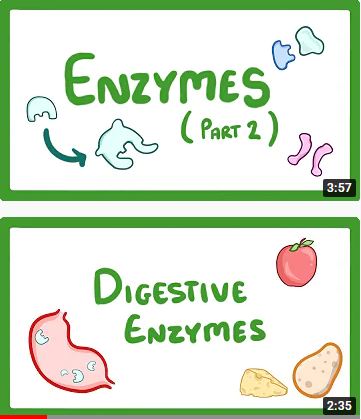 ENZYMES
(PART 2)
3:57
DIGESTIVE
ENZYMES
2:35